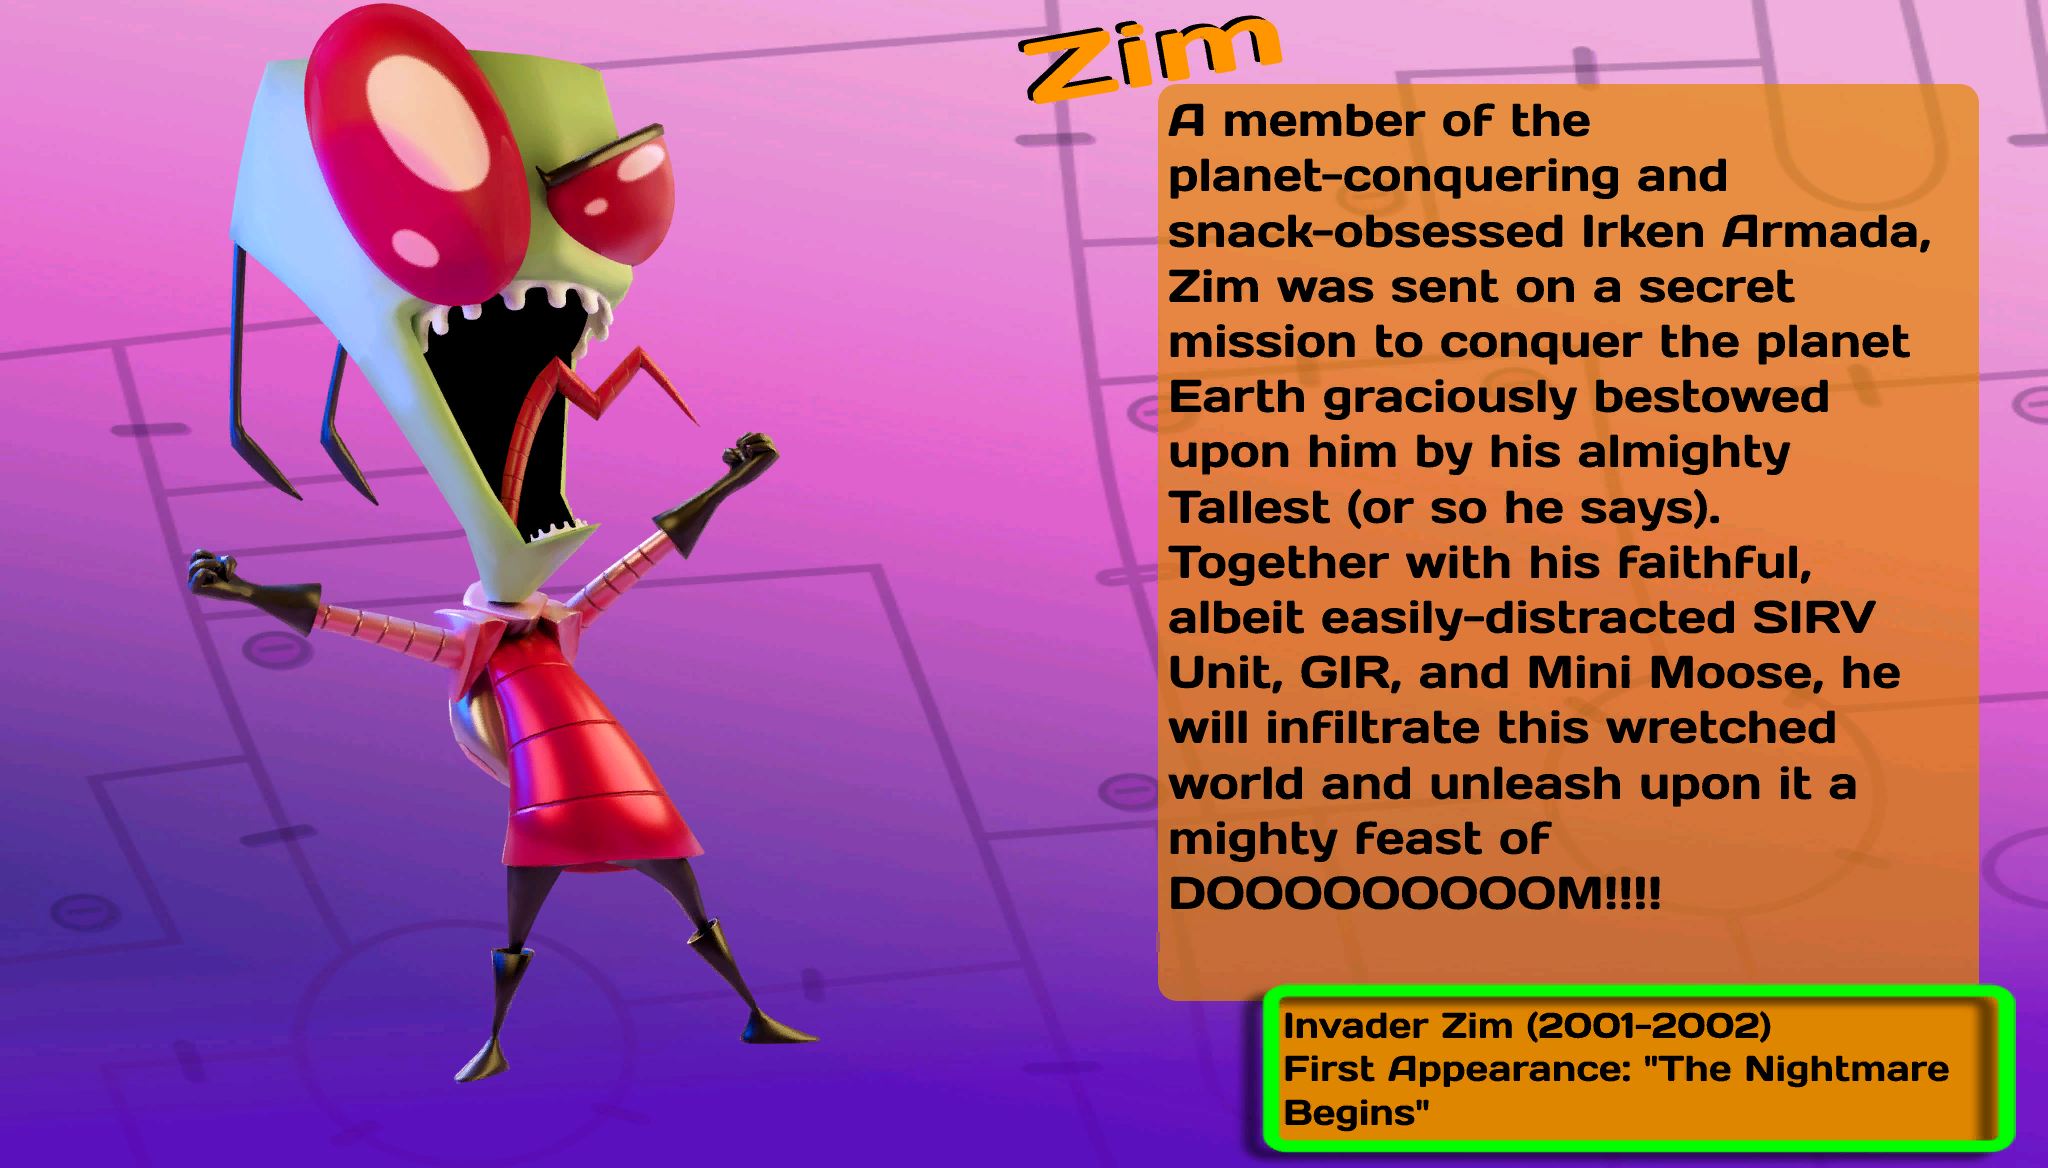 Zim
A member of the
planet-conquering and
snack-obsessed Irken Armada,
Zim was sent on a secret
mission to conquer the planet
Earth graciously bestowed
upon him by his almighty
Tallest (or so he says).
Together with his faithful,
albeit easily-distracted SIRV
Unit, GIR, and Mini Moose, he
will infiltrate this wretched
world and unleash upon it a
mighty feast of
DOOOOOOOOOM!!!!
Invader Zim (2001-2002)
First Appearance: "The Nightmare
Begins"